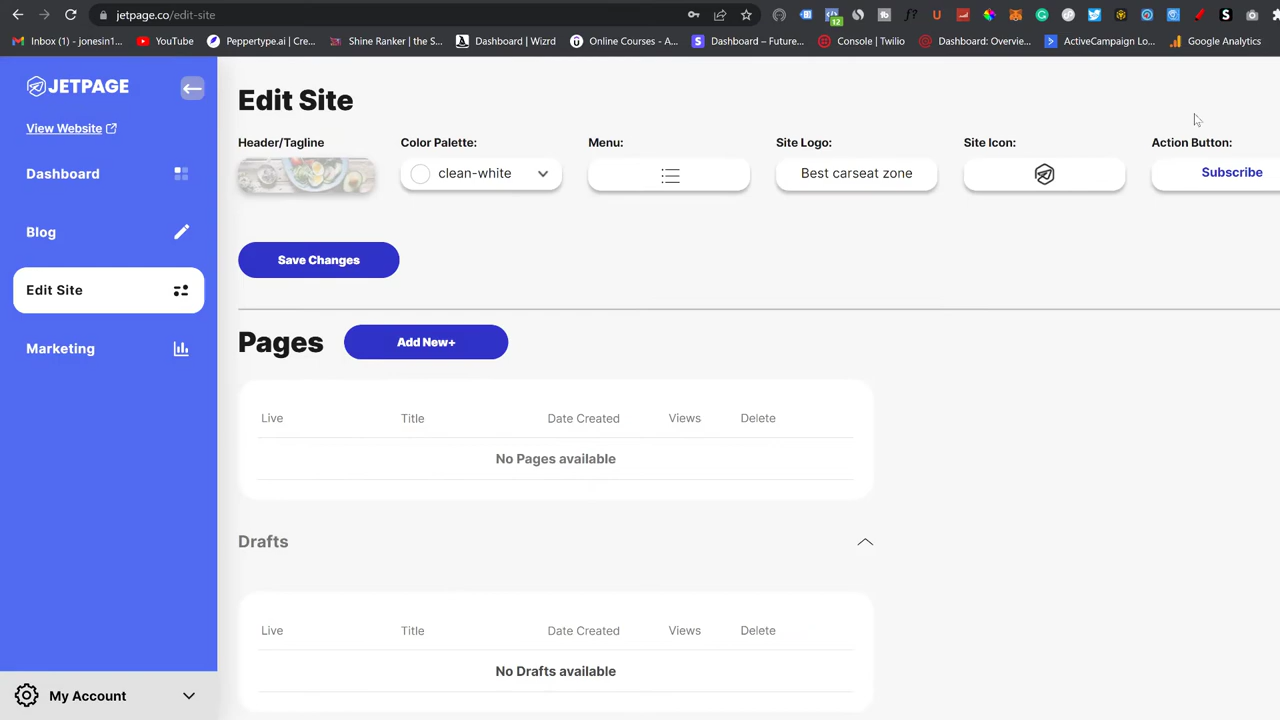 jetpage.co/edit-site
12
Inbox (1) - jonesin1...
YouTube
Peppertype.ai | Cre...
Shine Ranker | the S...
Dashboard | Wizrd
Online Courses - A...
Dashboard – Future...
Console | Twilio
Dashboard: Overvie...
ActiveCampaign Lo...
Google Analytics
JETPAGE
View Website
Dashboard
Blog
Edit Site
Marketing
My Account
Edit Site
Header/Tagline
Color Palette:
Menu:
Site Logo:
Site Icon:
Action Button:
clean-white
Best carseat zone
Subscribe
Save Changes
Pages
Add New+
Live Title Date Created Views Delete
No Pages available
Drafts
Live Title Date Created Views Delete
No Drafts available